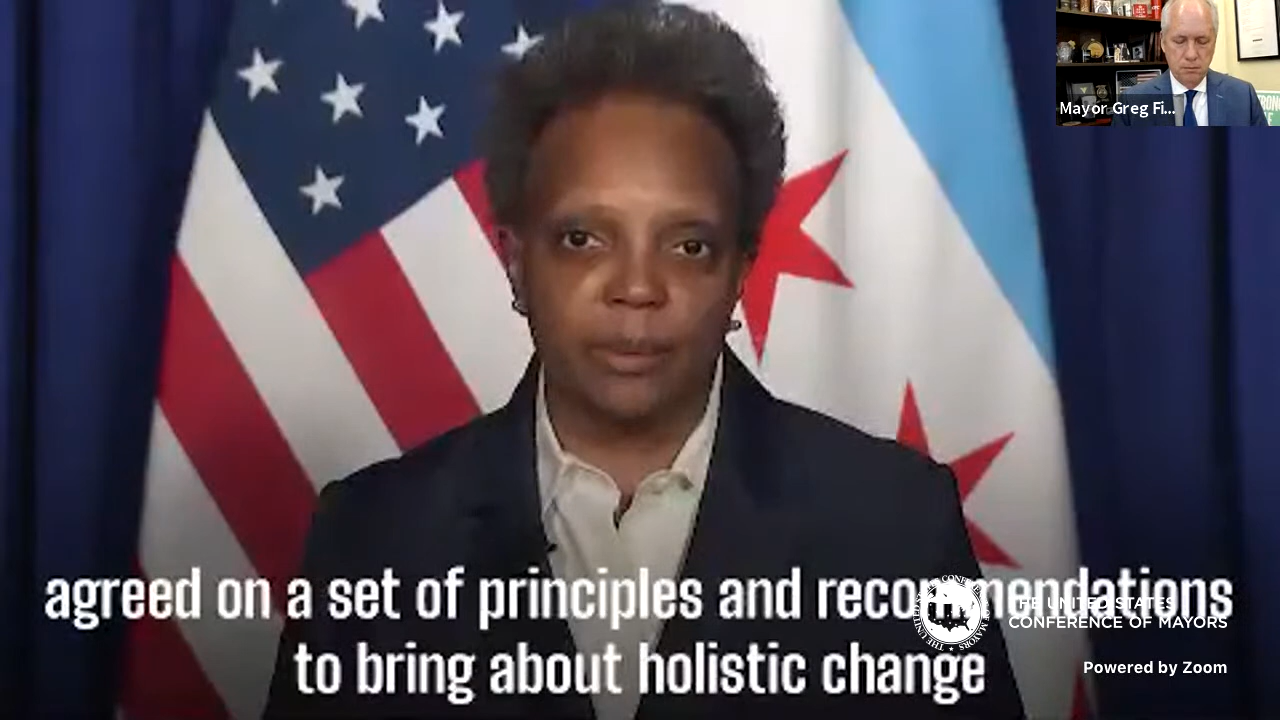 Mayor Greg Fi...
agreed on a set of principles and recommendations
to bring about holistic change
THE UNITED STATES
CONFERENCE OF MAYORS
Powered by Zoom